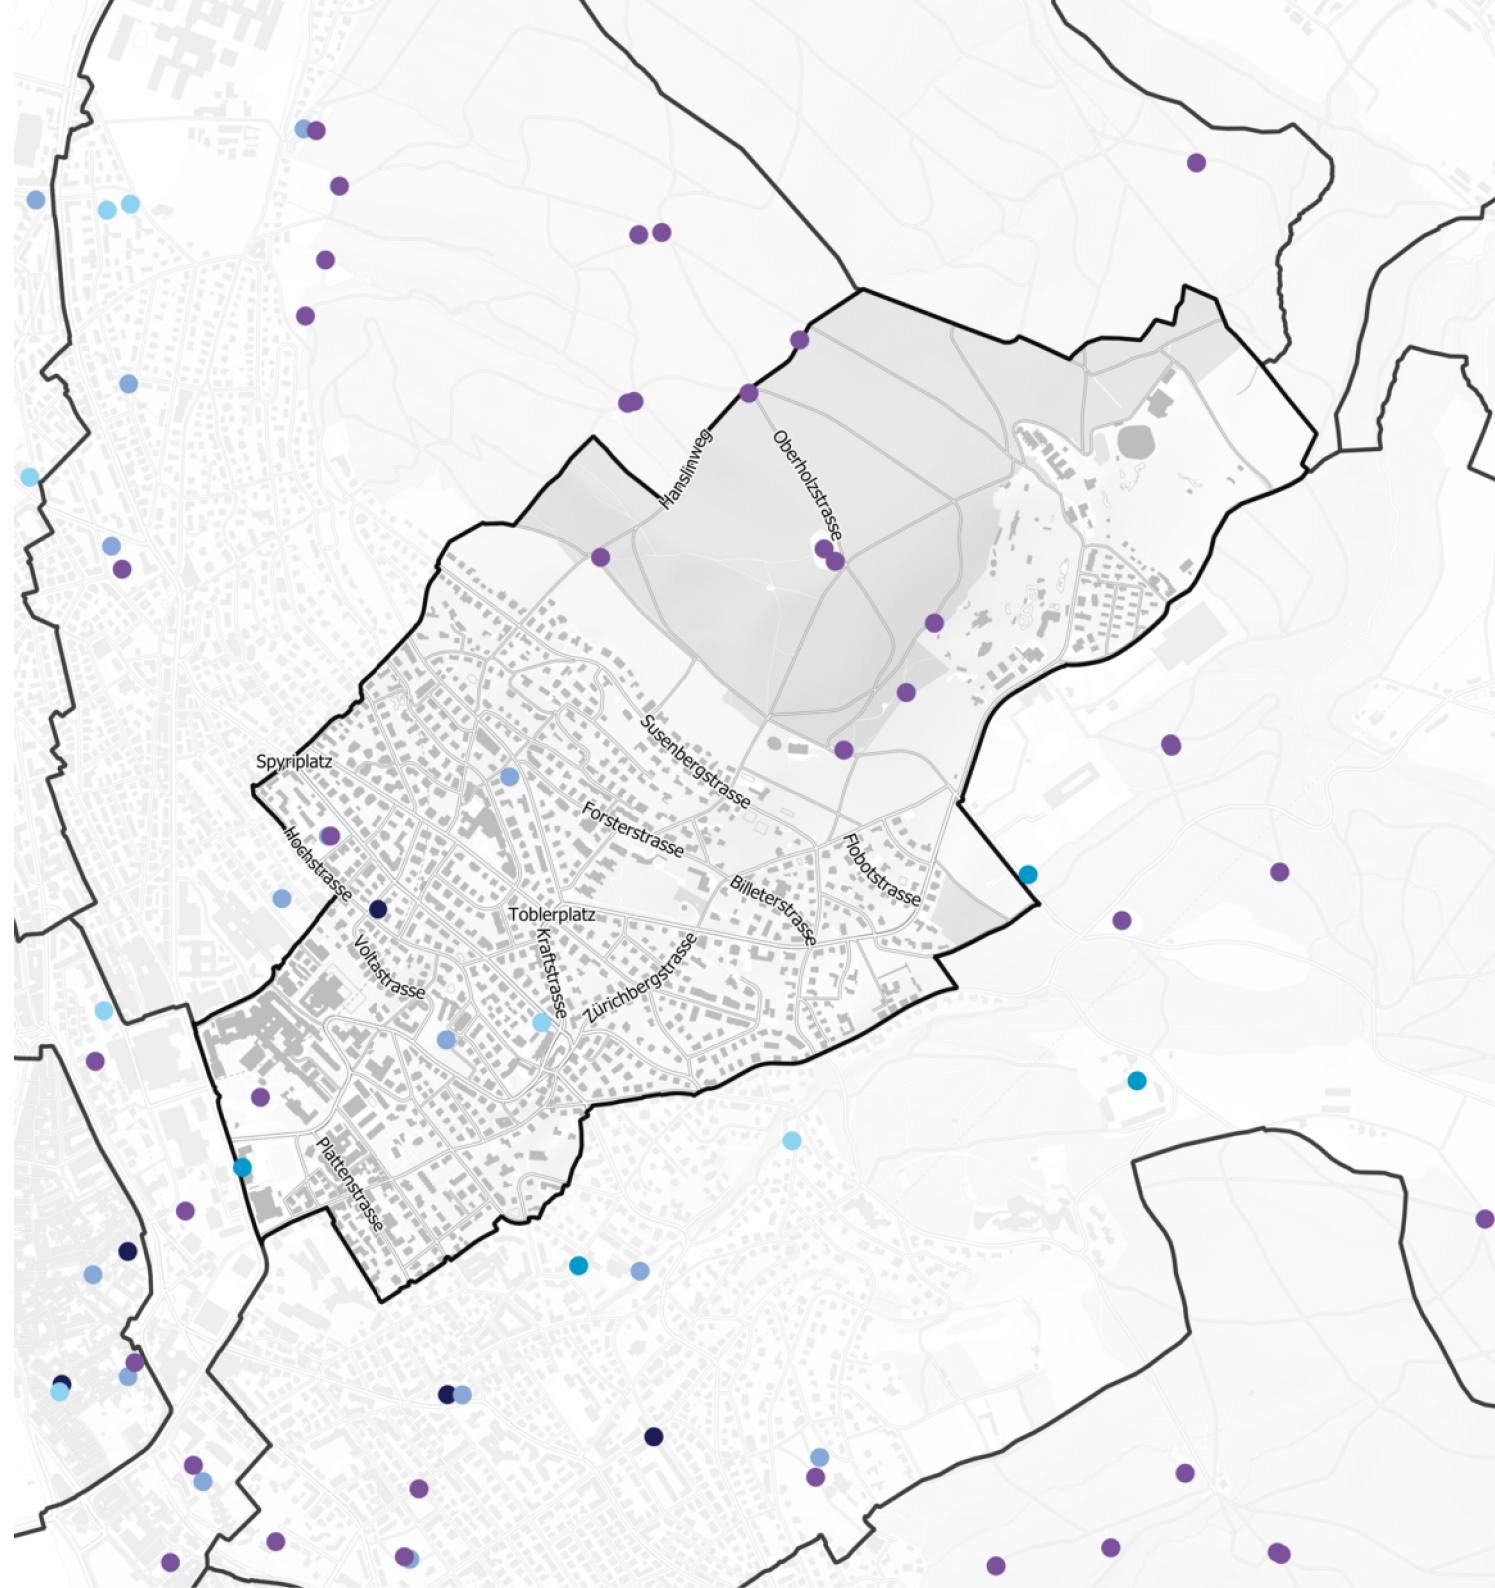 Hanslinweg
Oberholzstrasse
Susenbergstrasse
Spyriplatz
Forsterstrasse
Hochstrasse
Flobotstrasse
Billeterstrasse
Toblerplatz
Voltastrasse
Kraftstrasse
Zürichbergstrasse
Plattenstrasse